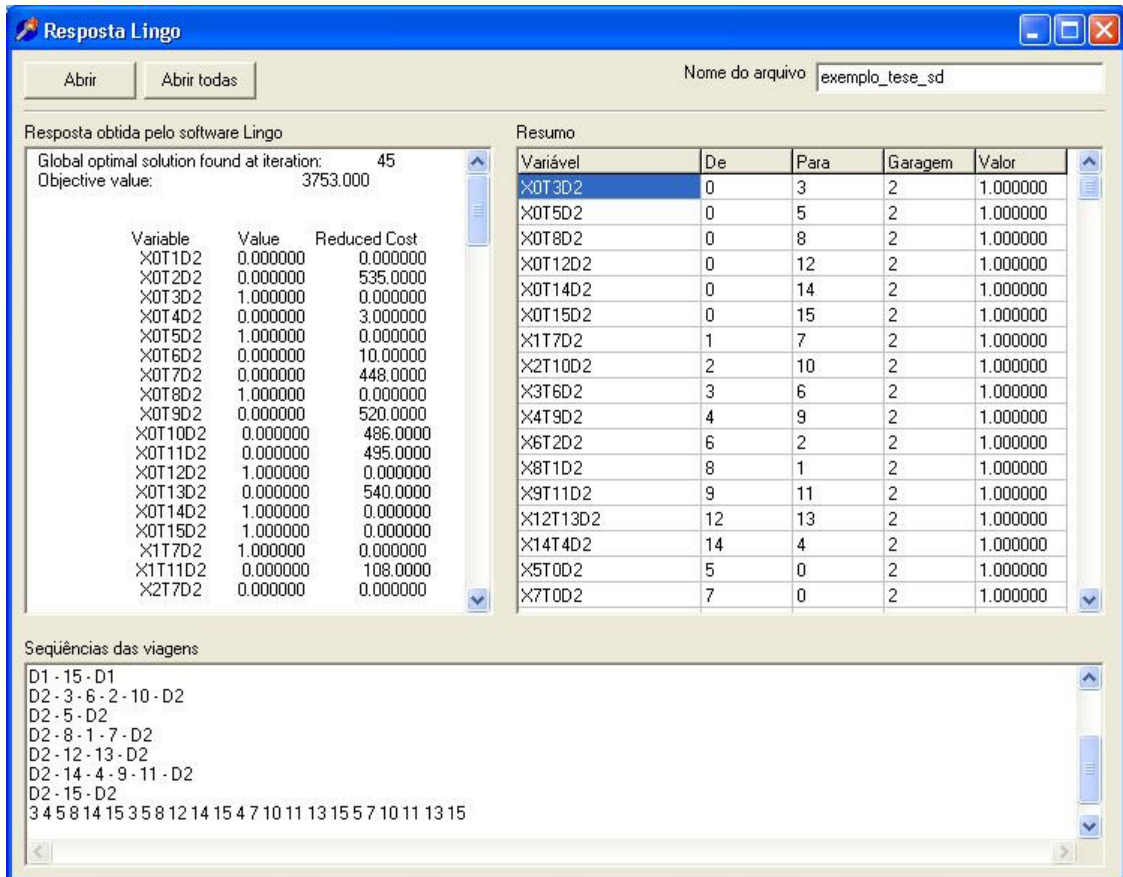 Resposta Lingo
Abrir Abrir todas Nome do arquivo exemplo_tese_sd
Resposta obtida pelo software Lingo
Global optimal solution found at iteration: 45
Objective value: 3753.000
Variable Value Reduced Cost
X0T1D2 0.000000 0.000000
X0T2D2 0.000000 535.0000
X0T3D2 1.000000 0.000000
X0T4D2 0.000000 3.000000
X0T5D2 1.000000 0.000000
X0T6D2 0.000000 10.00000
X0T7D2 0.000000 448.0000
X0T8D2 1.000000 0.000000
X0T9D2 0.000000 520.0000
X0T10D2 0.000000 486.0000
X0T11D2 0.000000 495.0000
X0T12D2 1.000000 0.000000
X0T13D2 0.000000 540.0000
X0T14D2 1.000000 0.000000
X0T15D2 1.000000 0.000000
X1T7D2 1.000000 0.000000
X1T11D2 0.000000 108.0000
X2T7D2 0.000000 0.000000
Resumo
Variável De Para Garagem Valor
X0T3D2 0 3 2 1.000000
X0T5D2 0 5 2 1.000000
X0T8D2 0 8 2 1.000000
X0T12D2 0 12 2 1.000000
X0T14D2 0 14 2 1.000000
X0T15D2 0 15 2 1.000000
X1T7D2 1 7 2 1.000000
X2T10D2 2 10 2 1.000000
X3T6D2 3 6 2 1.000000
X4T9D2 4 9 2 1.000000
X6T2D2 6 2 2 1.000000
X8T1D2 8 1 2 1.000000
X9T11D2 9 11 2 1.000000
X12T13D2 12 13 2 1.000000
X14T4D2 14 4 2 1.000000
X5T0D2 5 0 2 1.000000
X7T0D2 7 0 2 1.000000
Seqüências das viagens
D1 - 15 - D1
D2 - 3 - 6 - 2 - 10 - D2
D2 - 5 - D2
D2 - 8 - 1 - 7 - D2
D2 - 12 - 13 - D2
D2 - 14 - 4 - 9 - 11 - D2
D2 - 15 - D2
3 4 5 8 14 15 3 5 8 12 14 15 4 7 10 11 13 15 5 7 10 11 13 15